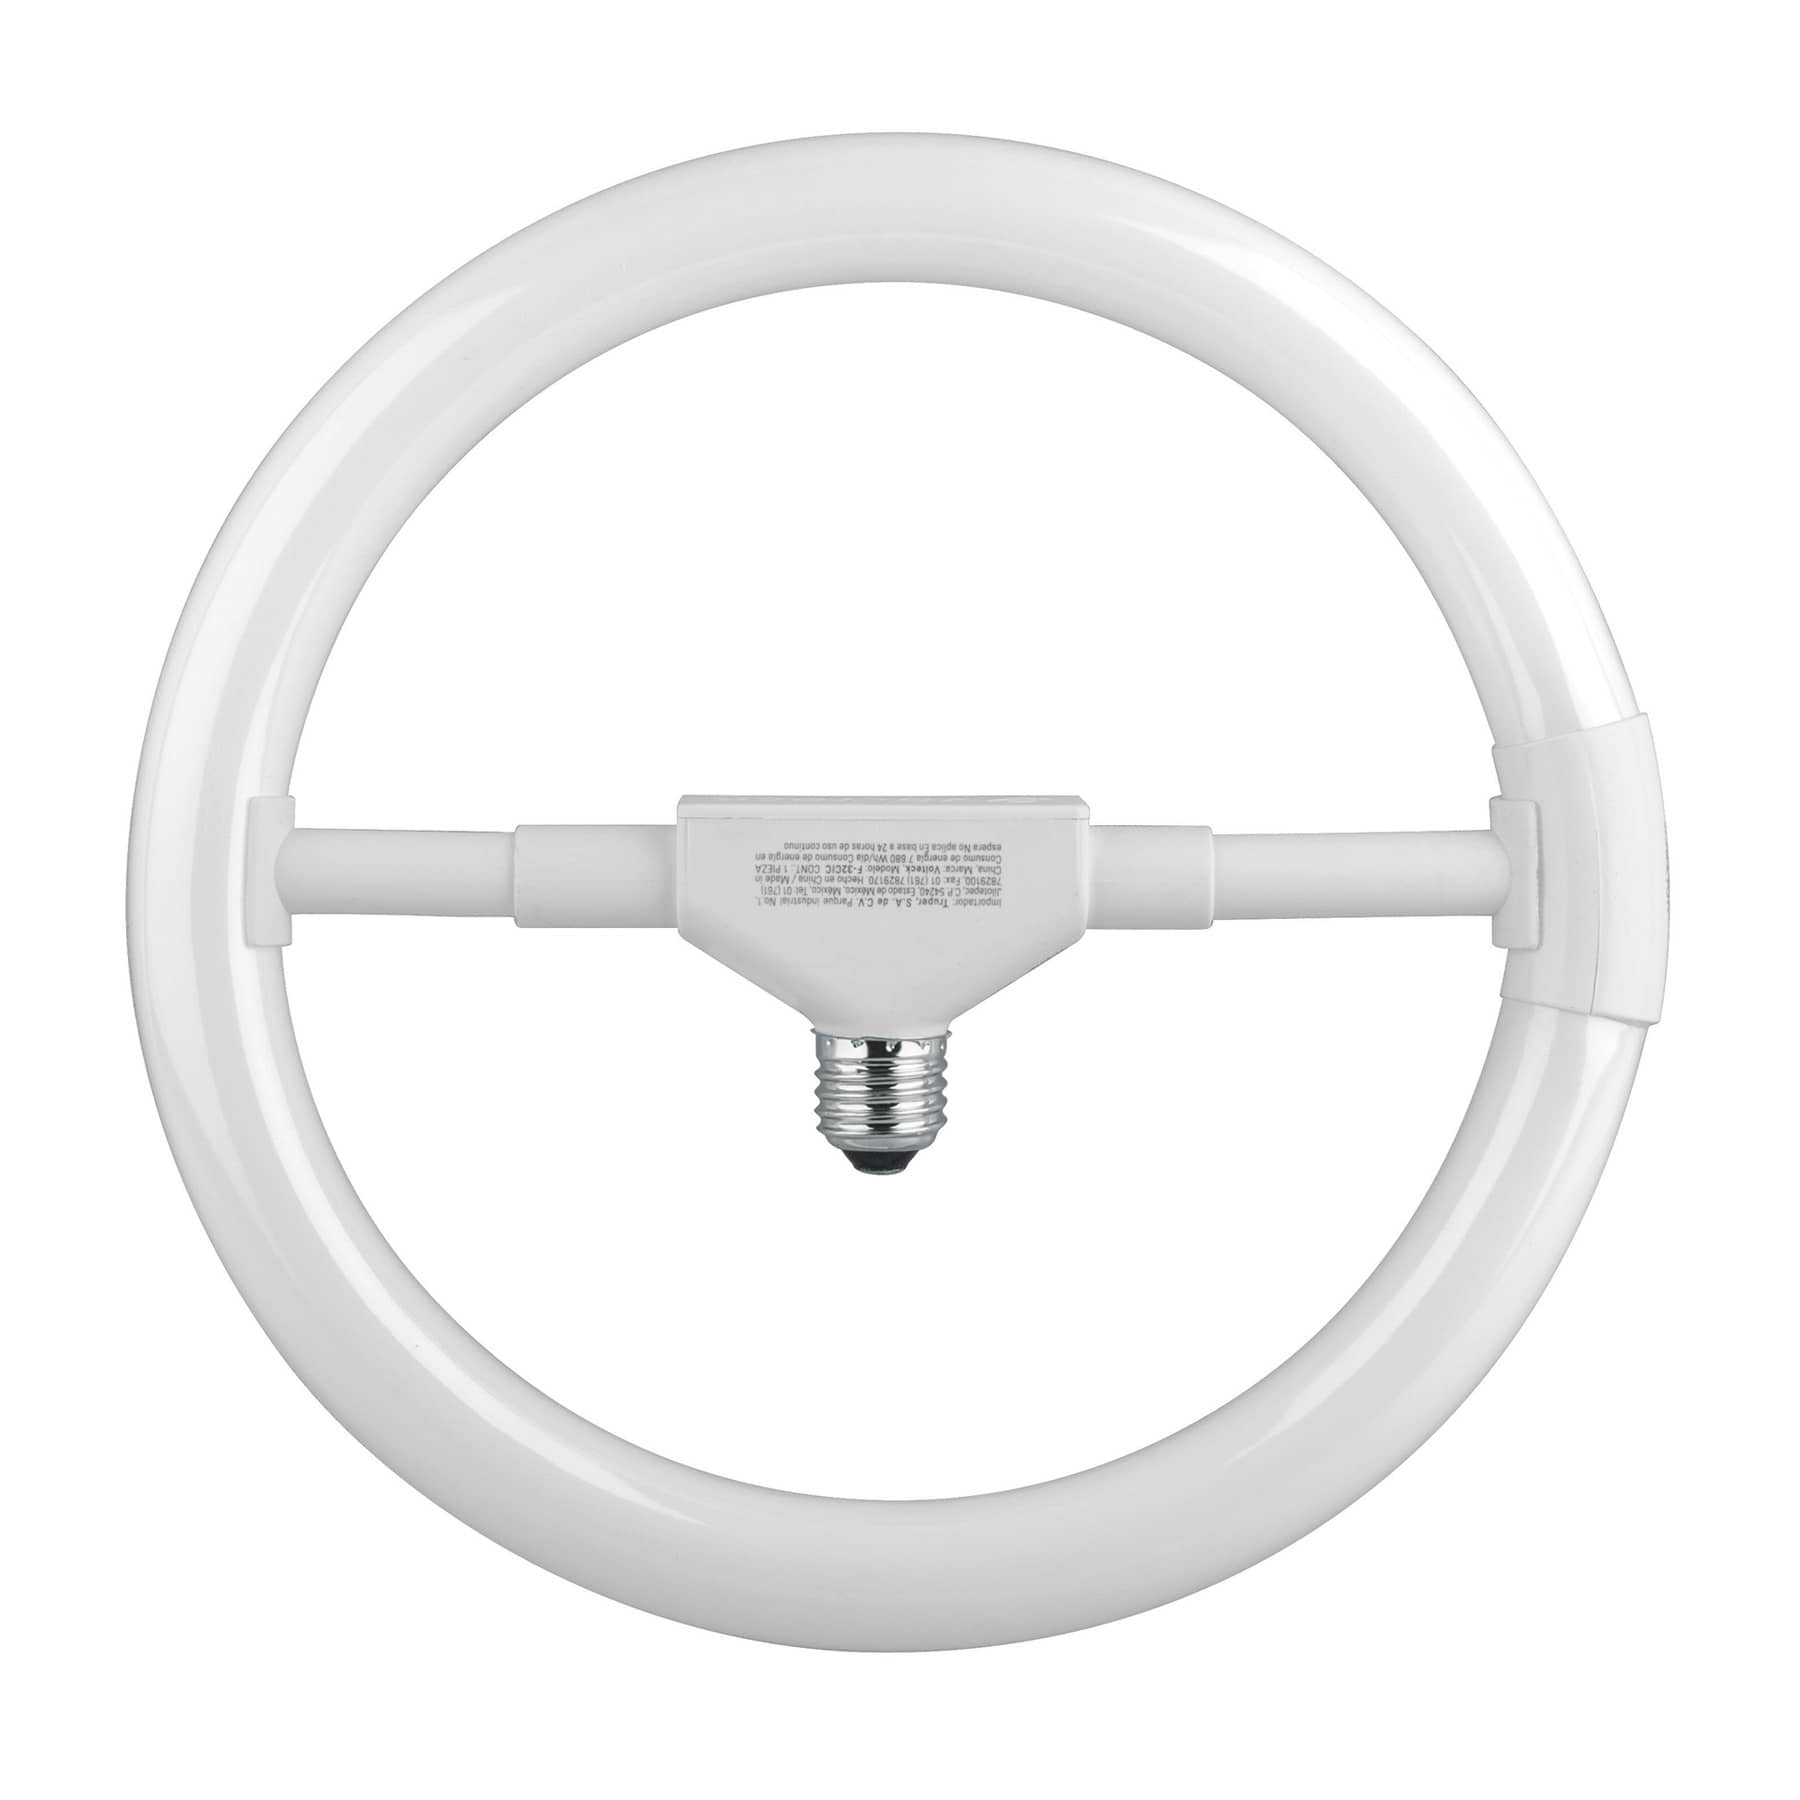 Importador: Truper, S.A. de C.V. Parque industrial No.1,
Jilotepec, C.P. 54240, Estado de México, México, Tel: 01 (761)
7829100, Fax: 01 (761) 7829170. Hecho en China / Made in
China, Marca: Volteck, Modelo: F-32CIC CONT.: 1 PIEZA
Consumo de energía 7 680 Wh/día Consumo de energía en
espera No aplica En base a 24 horas de uso continuo